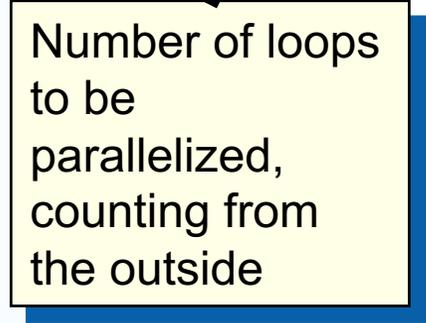 Number of loops
to be
parallelized,
counting from
the outside